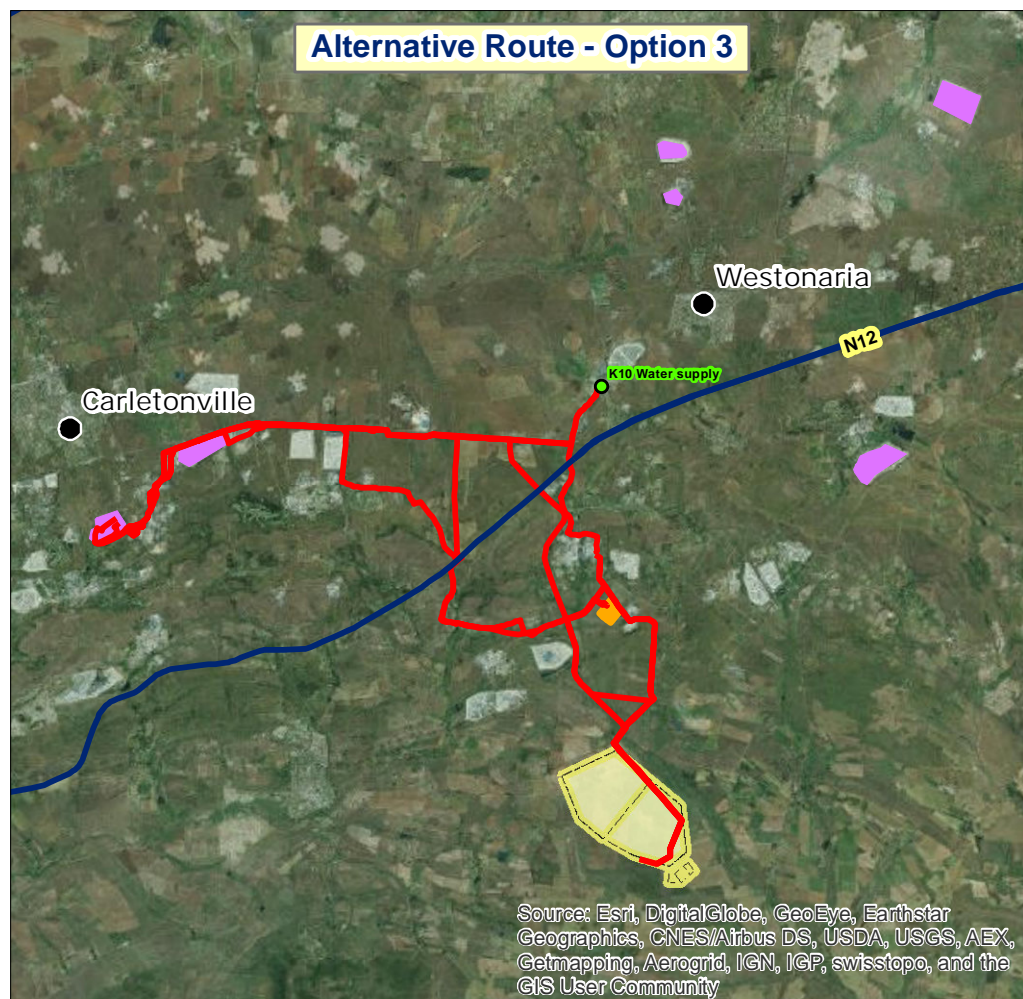 Alternative Route - Option 3
Westonaria
N12
K10 Water supply
Carletonville
Source: Esri, DigitalGlobe, GeoEye, Earthstar
Geographics, CNES/Airbus DS, USDA, USGS, AEX,
Getmapping, Aerogrid, IGN, IGP, swisstopo, and the
GIS User Community